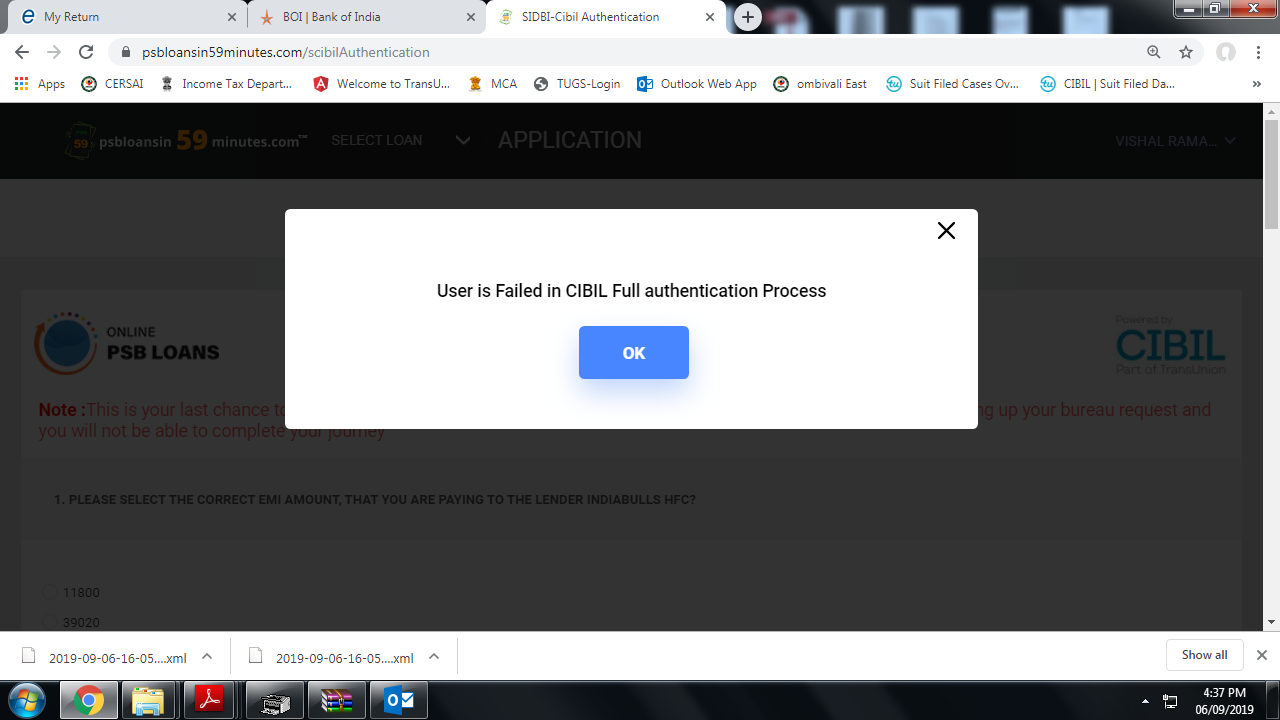 My Return
BOI | Bank of India
SIDBI-Cibil Authentication
psbloansin59minutes.com/scibilAuthentication
Apps
CERSAI
Income Tax Depart...
Welcome to TransU...
MCA
TUGS-Login
Outlook Web App
ombivali East
Suit Filed Cases Ov...
CIBIL | Suit Filed Da...
»
psbloansin 59 minutes.com™
SELECT LOAN
APPLICATION
VISHAL RAMA...
User is Failed in CIBIL Full authentication Process
OK
ONLINE
PSB LOANS
Powered by
CIBIL
Part of TransUnion
Note :This is your last chance to
ng up your bureau request and
you will not be able to complete your journey
1. PLEASE SELECT THE CORRECT EMI AMOUNT, THAT YOU ARE PAYING TO THE LENDER INDIABULLS HFC?
11800
39020
2019-09-06-16-05....xml
2019-09-06-16-05....xml
Show all
4:37 PM
06/09/2019